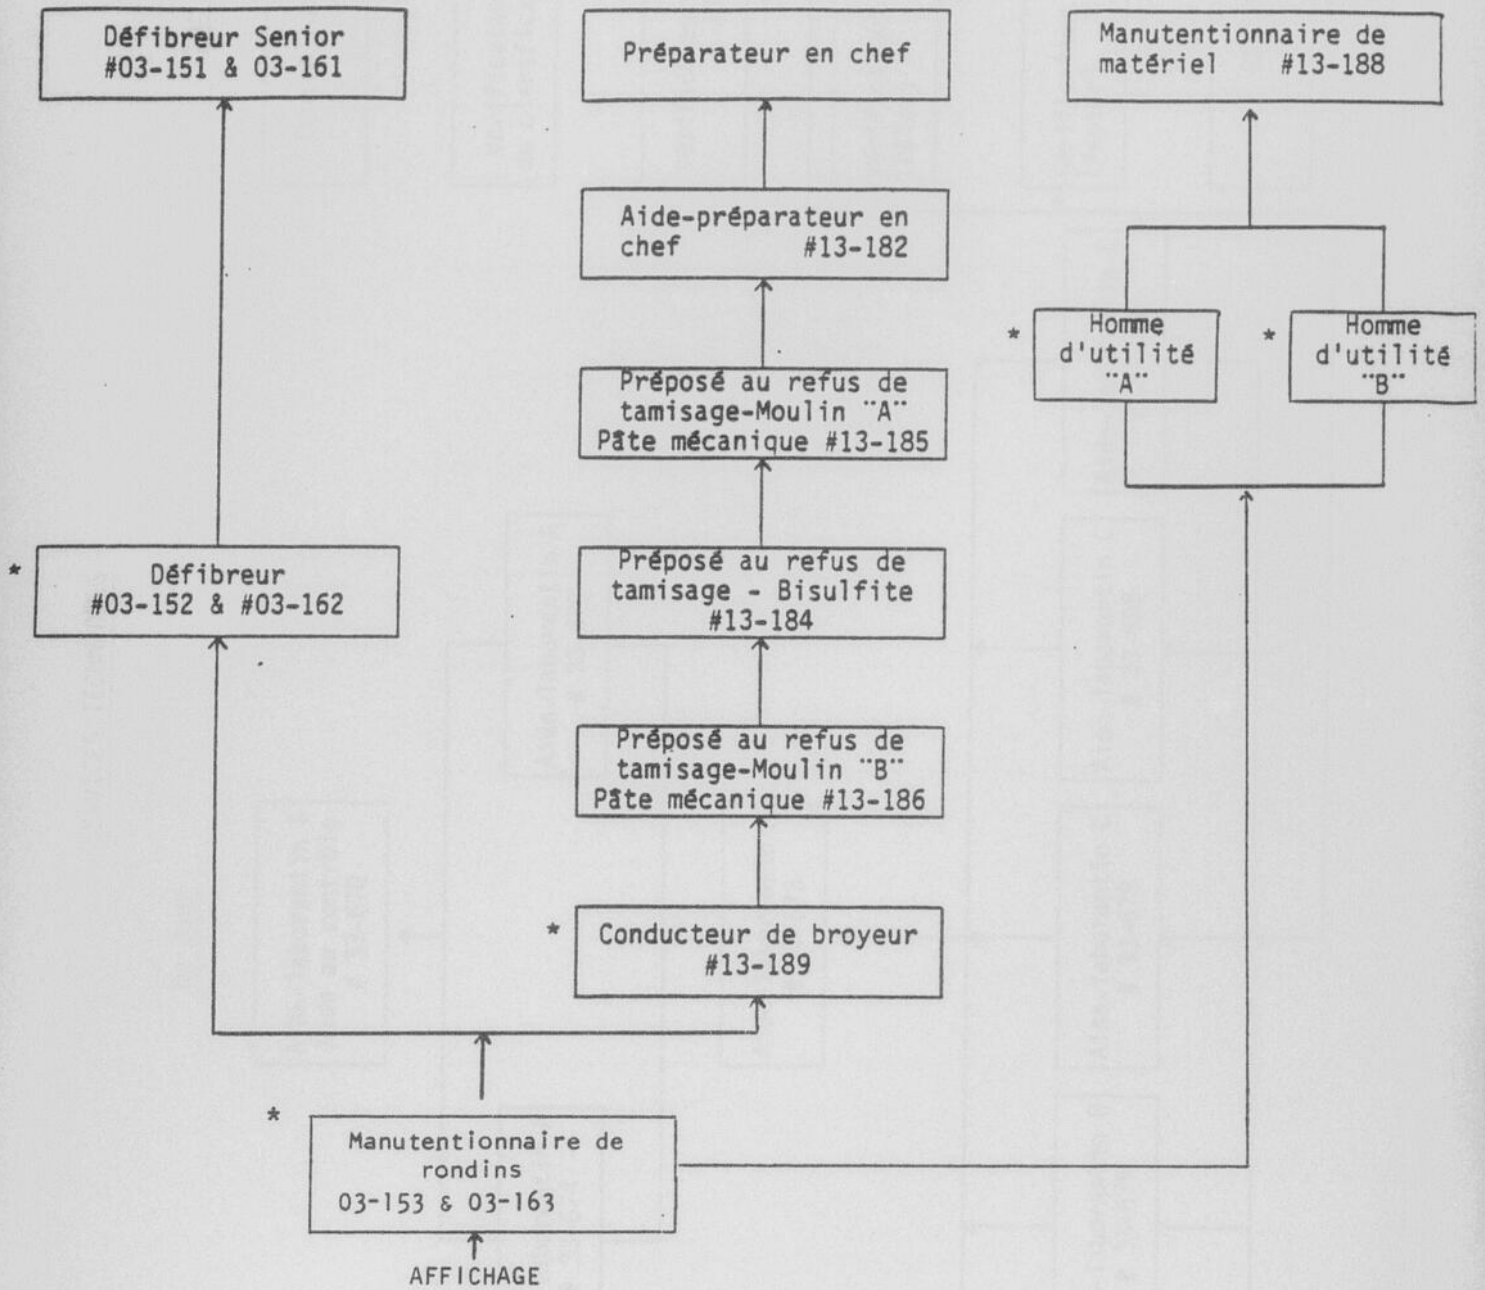 Défibreur Senior
#03-151 & 03-161
Préparateur en chef
Manutentionnaire de
matériel #13-188
Aide-préparateur en
chef #13-182
* Homme
d'utilité
¨A¨
* Homme
d'utilité
¨B¨
Préposé au refus de
tamisage-Moulin ¨A¨
Pâte mécanique #13-185
* Défibreur
#03-152 & #03-162
Préposé au refus de
tamisage - Bisulfite
#13-184
Préposé au refus de
tamisage-Moulin ¨B¨
Pâte mécanique #13-186
* Conducteur de broyeur
#13-189
* Manutentionnaire de
rondins
03-153 & 03-163
AFFICHAGE